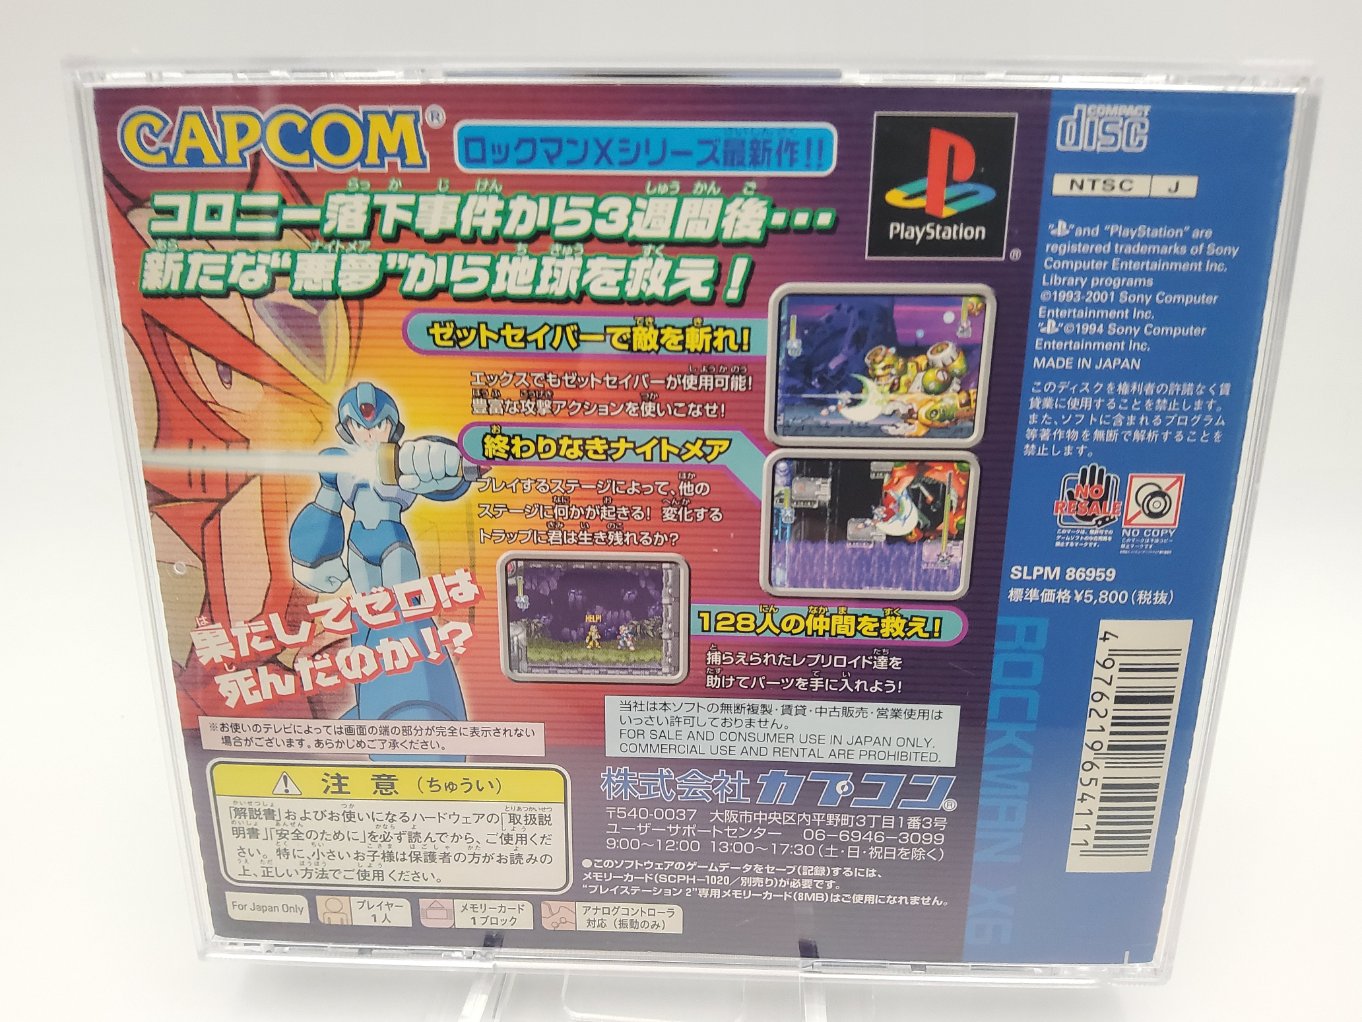 CAPCOM®
ロックマンXシリーズ最新作!!
コロニー落下事件から3週間後…
新たな“悪夢”から地球を救え!
ナイトメア
ゼットセイバーで敵を斬れ!
エックスでもゼットセイバーが使用可能!
豊富な攻撃アクションを使いこなせ!
終わりなきナイトメア
プレイするステージによって、他の
ステージに何かが起きる! 変化する
トラップに君は生き残れるか?
HELP!
128人の仲間を救え!
捕らえられたレプリロイド達を
助けてパーツを手に入れよう!
果たしてゼロは
死んだのか!?
※お使いのテレビによっては画面の端の部分が完全に表示されない
場合がございます。あらかじめご了承ください。
注意(ちゅうい)
「解説書」およびお使いになるハードウェアの「取扱説
明書」「安全のために」を必ず読んでから、ご使用くだ
さい。特に、小さいお子様は保護者の方がお読みの
上、正しい方法でご使用ください。
For Japan Only
プレイヤー
1人
メモリーカード
1ブロック
アナログコントローラ
対応(振動のみ)
当社は本ソフトの無断複製・賃貸・中古販売・営業使用は
いっさい許可しておりません。
FOR SALE AND CONSUMER USE IN JAPAN ONLY.
COMMERCIAL USE AND RENTAL ARE PROHIBITED.
株式会社カプコン®
〒540-0037 大阪市中央区内平野町3丁目1番3号
ユーザーサポートセンター 06-6946-3099
9:00~12:00 13:00~17:30(土・日・祝日を除く)
●このソフトウェアのゲームデータをセーブ(記録)するには、
メモリーカード(SCPH-1020/別売り)が必要です。
“プレイステーション 2”専用メモリーカード(8MB)はご使用になれません。
PlayStation
®
COMPACT
disc
NTSC J
“ ”and “PlayStation” are
registered trademarks of Sony
Computer Entertainment Inc.
Library programs
©1993-2001 Sony Computer
Entertainment Inc.
“ ”©1994 Sony Computer
Entertainment Inc.
MADE IN JAPAN
このディスクを権利者の許諾なく賃
貸業に使用することを禁止します。
また、ソフトに含まれるプログラム
等著作物を無断で解析することを
禁止します。
NO
RESALE
NO COPY
SLPM 86959
標準価格¥5,800(税抜)
4 976219 654111
ROCKMAN X6